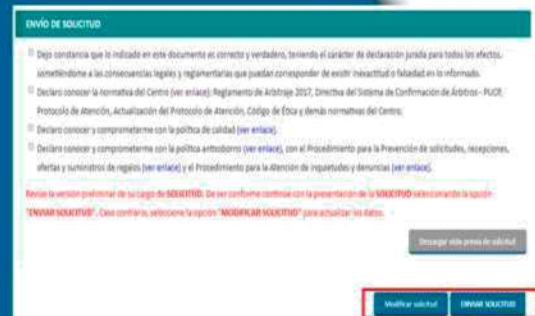 ENVÍO DE SOLICITUD
Dejo constancia que lo indicado en este documento es correcto y verdadero, teniendo el carácter de declaración jurada para todos los efectos,
sometiéndome a las consecuencias legales y reglamentarias que puedan corresponder de existir inexactitud o falsedad en lo informado.
Declaro conocer la normativa del Centro (ver enlace); Reglamento de Arbitraje 2017, Directiva del Sistema de Confirmación de Árbitros - PUCP,
Protocolo de Atención, Actualización del Protocolo de Atención, Código de Ética y demás normativas del Centro;
Declaro conocer y comprometerme con la política de calidad (ver enlace).
Declaro conocer y comprometerme con la política antisoborno (ver enlace), con el Procedimiento para la Prevención de solicitudes, recepciones,
ofertas y suministros de regalos (ver enlace) y el Procedimiento para la Atención de inquietudes y denuncias (ver enlace).
Revise la versión preliminar de su cargo de SOLICITUD. De ser conforme continúe con la presentación de la SOLICITUD seleccionando la opción
"ENVIAR SOLICITUD". Caso contrario, seleccione la opción "MODIFICAR SOLICITUD" para actualizar los datos.
Descargar vista previa de solicitud
Modificar solicitud ENVIAR SOLICITUD